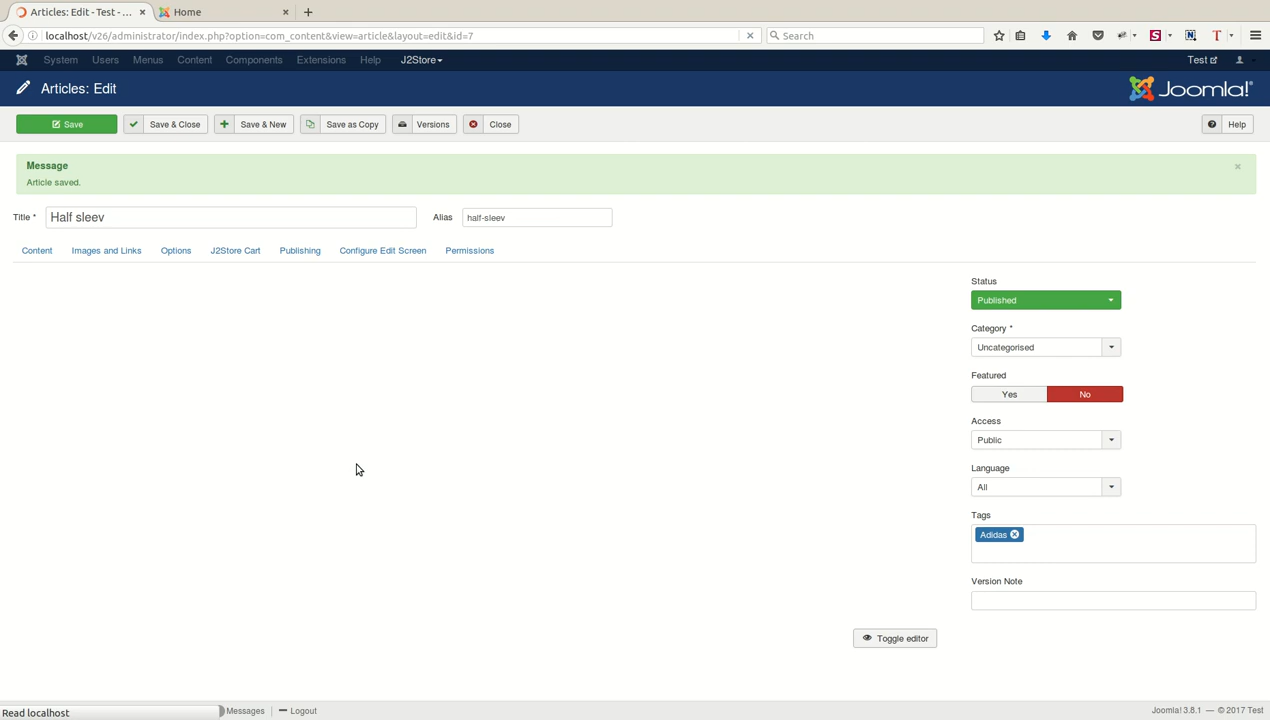 Articles: Edit - Test - ...
Home
localhost/v26/administrator/index.php?option=com_content&view=article&layout=edit&id=7
Search
System
Users
Menus
Content
Components
Extensions
Help
J2Store
Test
Articles: Edit
Joomla!®
Save
Save & Close
Save & New
Save as Copy
Versions
Close
Help
Message
Article saved.
Title *
Half sleev
Alias
half-sleev
Content
Images and Links
Options
J2Store Cart
Publishing
Configure Edit Screen
Permissions
Status
Published
Category *
Uncategorised
Featured
Yes
No
Access
Public
Language
All
Tags
Adidas
Version Note
Toggle editor
Read localhost
Messages
Logout
Joomla! 3.8.1 — © 2017 Test